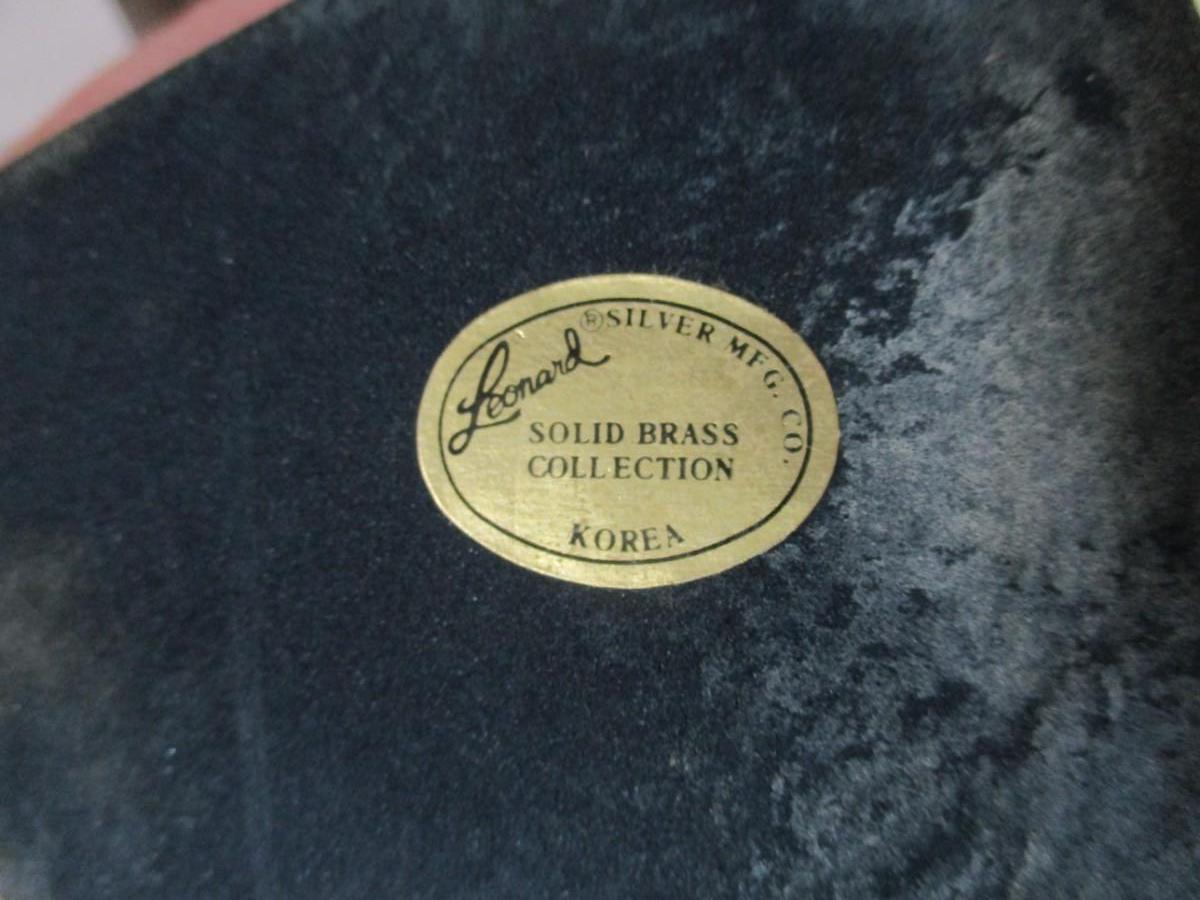 Leonard® SILVER MFG. CO.
SOLID BRASS
COLLECTION
KOREA